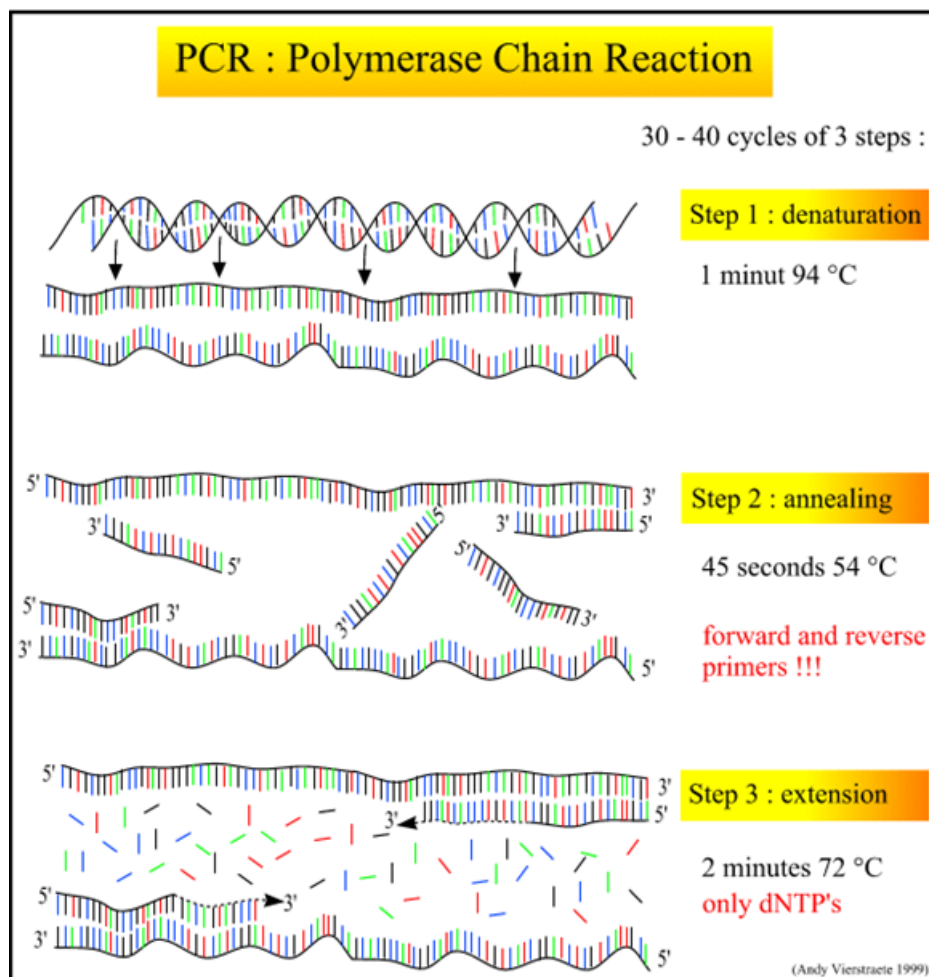 PCR : Polymerase Chain Reaction
30 - 40 cycles of 3 steps :
Step 1 : denaturation
1 minut 94 °C
5'
3'
Step 2 : annealing
3'
5'
3'
5'
5'
5'
3'
3'
45 seconds 54 °C
5'
3'
3'
5'
forward and reverse
primers !!!
5'
3'
Step 3 : extension
5'
3'
2 minutes 72 °C
only dNTP's
5'
3'
3'
5'
(Andy Vierstraete 1999)